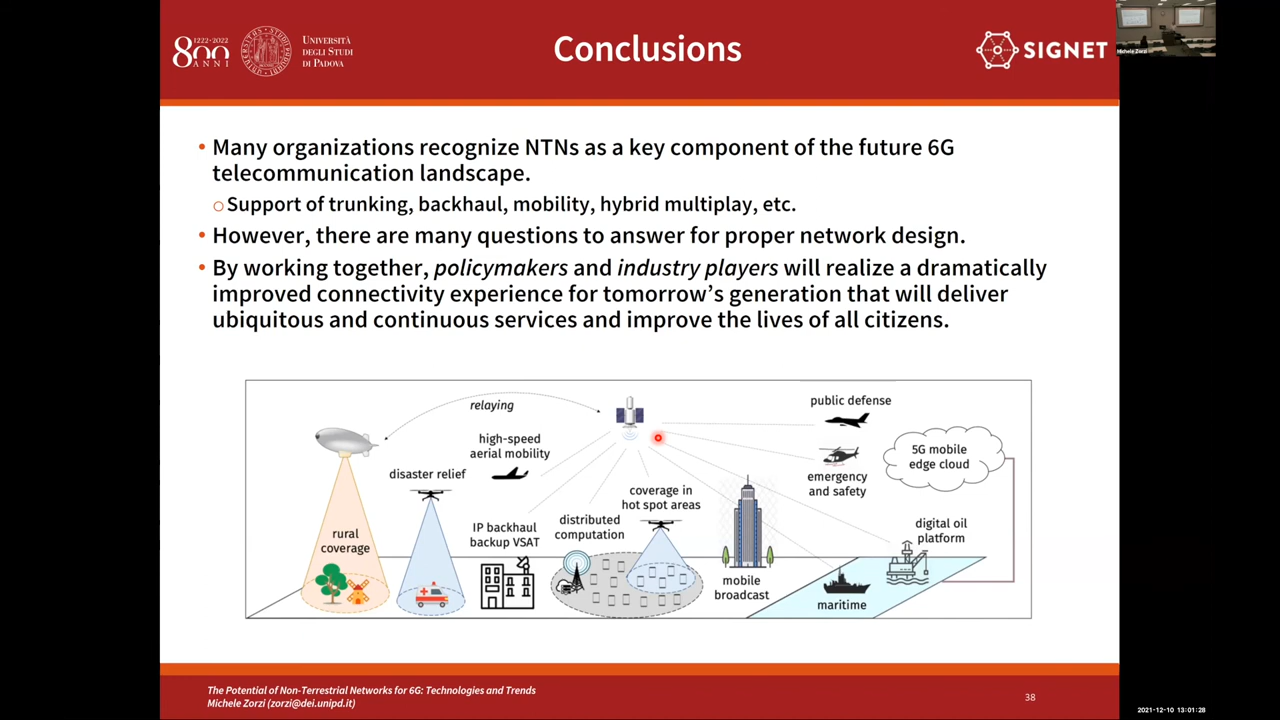 1222·2022
800
ANNI
UNIVERSITÀ
DEGLI STUDI
DI PADOVA
Conclusions
SIGNET
Michele Zorzi
• Many organizations recognize NTNs as a key component of the future 6G
telecommunication landscape.
○ Support of trunking, backhaul, mobility, hybrid multiplay, etc.
• However, there are many questions to answer for proper network design.
• By working together, policymakers and industry players will realize a dramatically
improved connectivity experience for tomorrow's generation that will deliver
ubiquitous and continuous services and improve the lives of all citizens.
relaying
public defense
high-speed
aerial mobility
5G mobile
edge cloud
disaster relief
emergency
and safety
coverage in
hot spot areas
IP backhaul
backup VSAT
distributed
computation
digital oil
platform
rural
coverage
mobile
broadcast
maritime
The Potential of Non-Terrestrial Networks for 6G: Technologies and Trends
Michele Zorzi (zorzi@dei.unipd.it)
38
2021-12-10 13:01:28